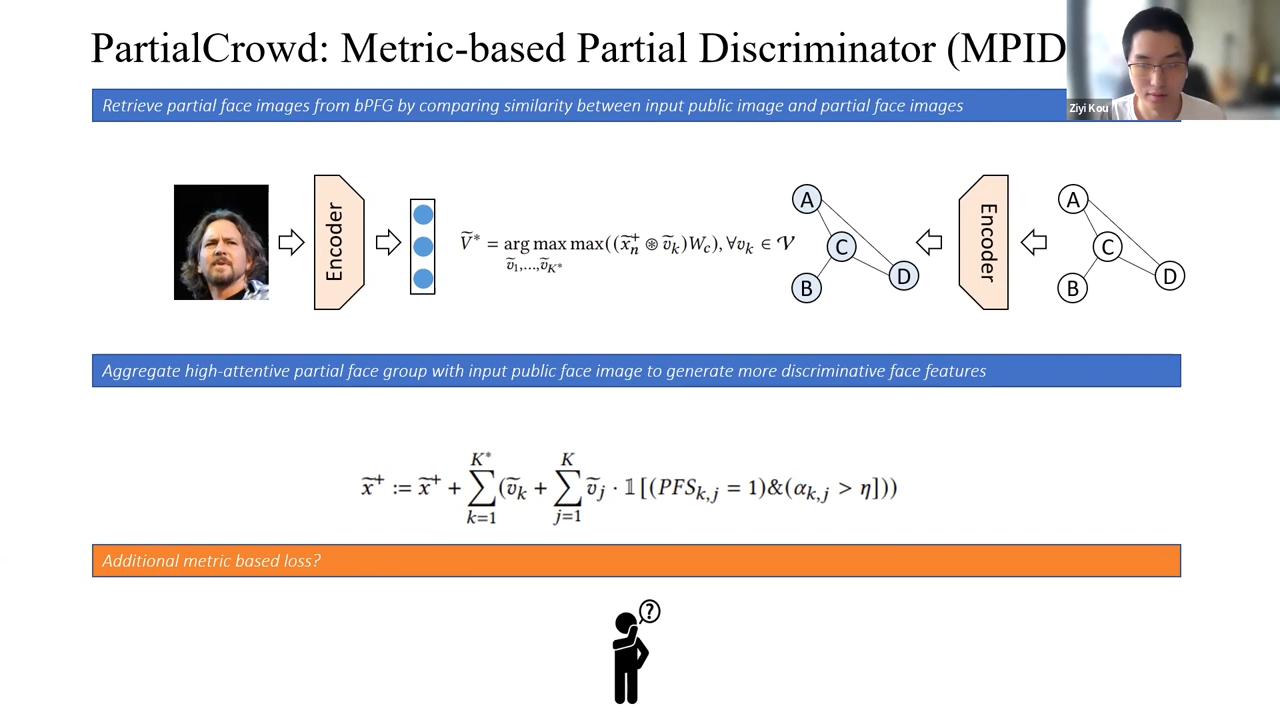 PartialCrowd: Metric-based Partial Discriminator (MPID
Ziyi Kou
Retrieve partial face images from bPFG by comparing similarity between input public image and partial face images
Encoder
Ṽ* = arg max max((x̃ₙ⁺ ⊛ ṽₖ)W_c), ∀vₖ ∈ 𝒱
ṽ₁,...,ṽ_K*
A
C
B
D
Encoder
A
C
B
D
Aggregate high-attentive partial face group with input public face image to generate more discriminative face features
x̃⁺ := x̃⁺ + ∑_{k=1}^{K*}(ṽₖ + ∑_{j=1}^{K} ṽⱼ · 𝟙[(PFS_{k,j} = 1)&(α_{k,j} > η]))
Additional metric based loss?
?